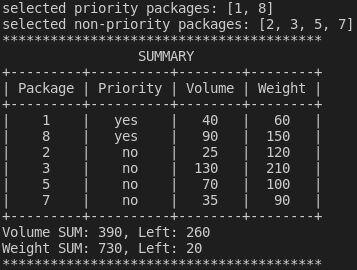 selected priority packages: [1, 8]
selected non-priority packages: [2, 3, 5, 7]
***************************************
SUMMARY
+---------+----------+--------+--------+
| Package | Priority | Volume | Weight |
+---------+----------+--------+--------+
|    1    |   yes    |   40   |   60   |
|    8    |   yes    |   90   |  150   |
|    2    |    no    |   25   |  120   |
|    3    |    no    |  130   |  210   |
|    5    |    no    |   70   |  100   |
|    7    |    no    |   35   |   90   |
+---------+----------+--------+--------+
Volume SUM: 390, Left: 260
Weight SUM: 730, Left: 20
***************************************